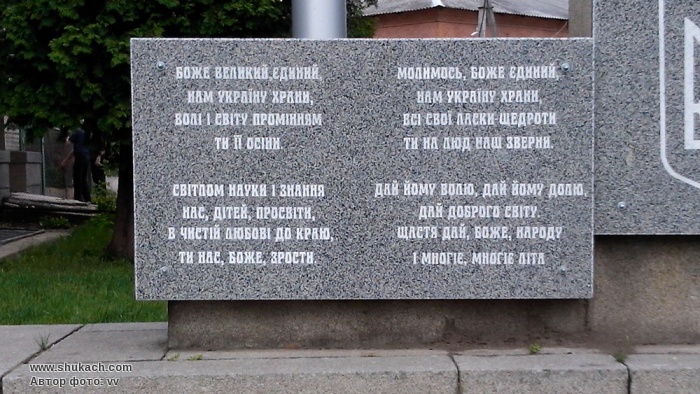 БОЖЕ ВЕЛИКИЙ,ЄДИНИЙ,
НАМ УКРАЇНУ ХРАНИ,
ВОЛІ І СВІТУ ПРОМІННЯМ
ТИ ЇЇ ОСІНИ.
СВІТЛОМ НАУКИ І ЗНАННЯ
НАС, ДІТЕЙ, ПРОСВІТИ,
В ЧИСТІЙ ЛЮБОВІ ДО КРАЮ,
ТИ НАС, БОЖЕ, ЗРОСТИ.
МОЛИМОСЬ, БОЖЕ ЄДИНИЙ,
НАМ УКРАЇНУ ХРАНИ,
ВСІ СВОЇ ЛАСКИ-ЩЕДРОТИ
ТИ НА ЛЮД НАШ ЗВЕРНИ.
ДАЙ ЙОМУ ВОЛЮ, ДАЙ ЙОМУ ДОЛЮ,
ДАЙ ДОБРОГО СВІТУ.
ЩАСТЯ ДАЙ, БОЖЕ, НАРОДУ
І МНОГІЄ, МНОГІЄ ЛІТА
www.shukach.com
Автор фото: vv